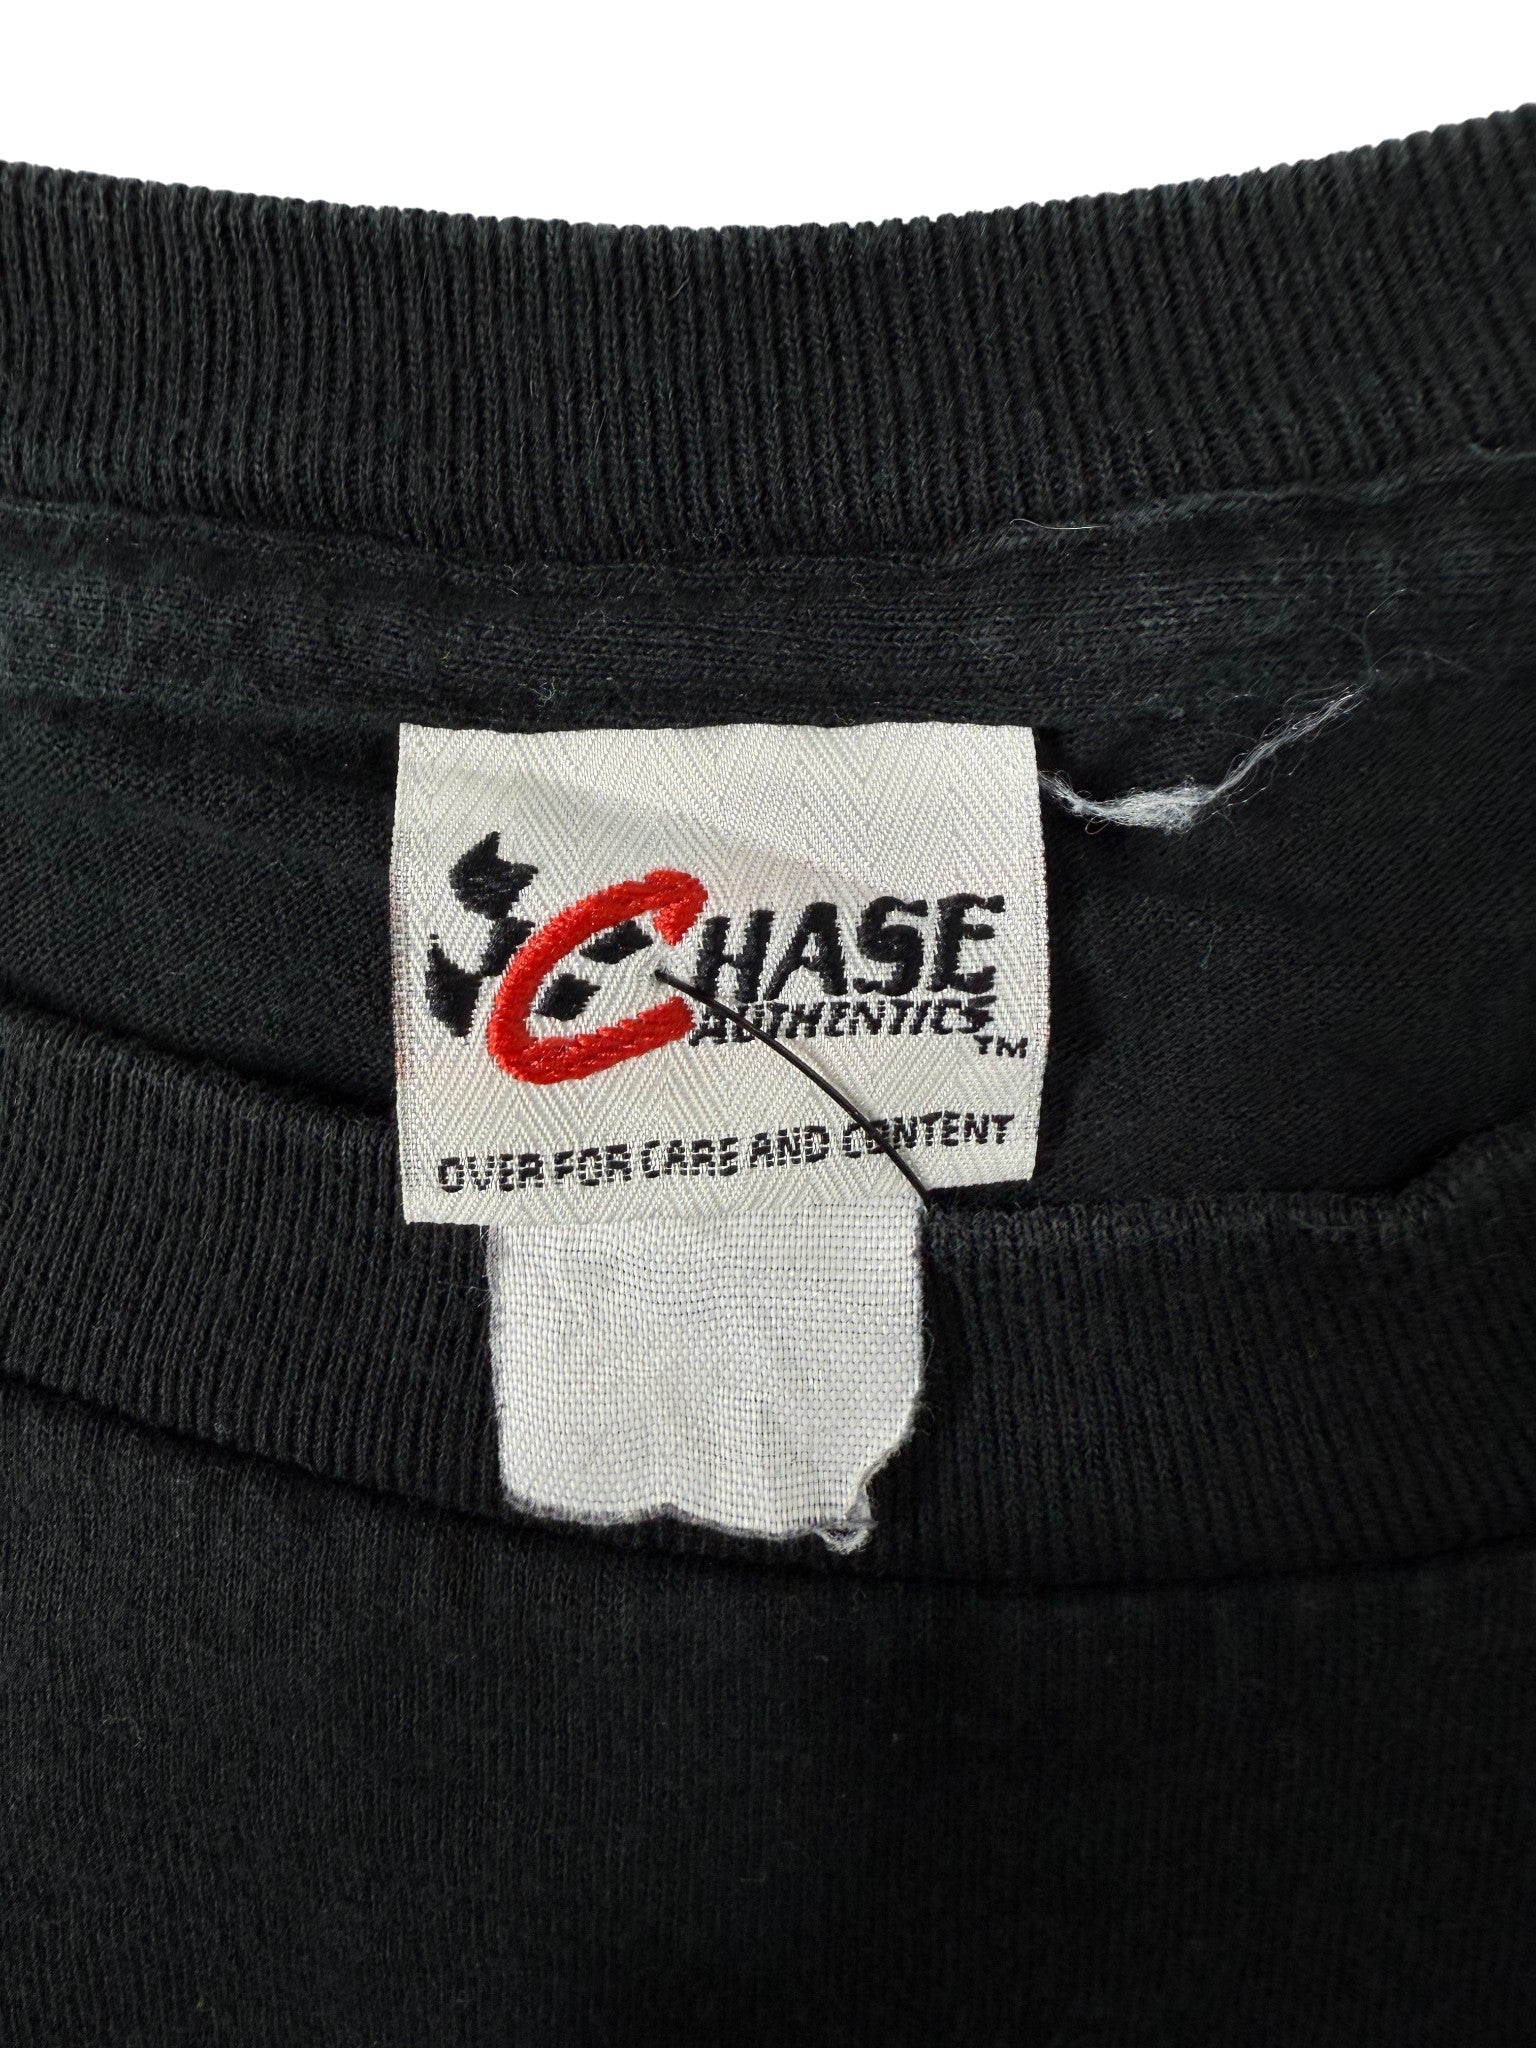 CHASE
AUTHENTICS
TM
OVER FOR CARE AND CONTENT